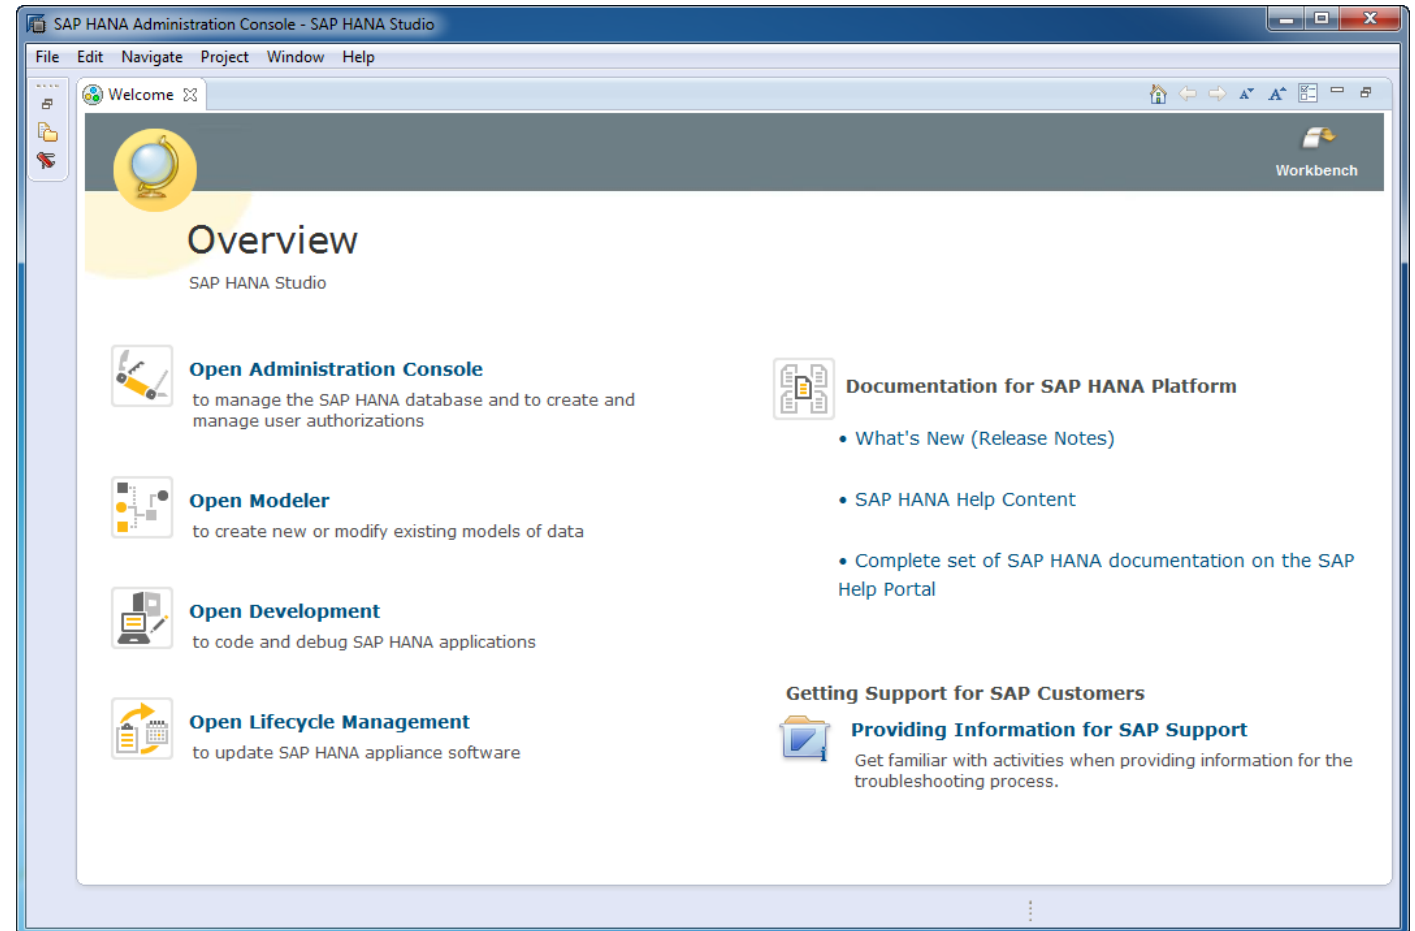 SAP HANA Administration Console - SAP HANA Studio
File Edit Navigate Project Window Help
Welcome
Workbench
Overview
SAP HANA Studio
Open Administration Console
to manage the SAP HANA database and to create and
manage user authorizations
Open Modeler
to create new or modify existing models of data
Open Development
to code and debug SAP HANA applications
Open Lifecycle Management
to update SAP HANA appliance software
Documentation for SAP HANA Platform
• What's New (Release Notes)
• SAP HANA Help Content
• Complete set of SAP HANA documentation on the SAP
Help Portal
Getting Support for SAP Customers
Providing Information for SAP Support
Get familiar with activities when providing information for the
troubleshooting process.